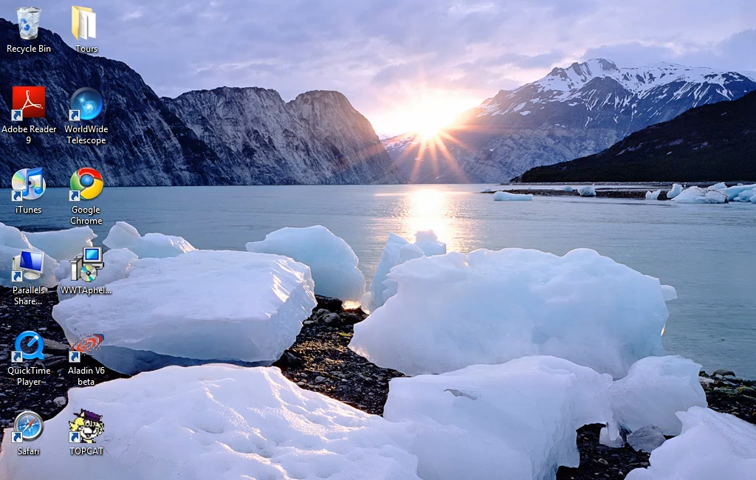 Recycle Bin
Tours
Adobe Reader
9
WorldWide
Telescope
iTunes
Google
Chrome
Parallels
Share...
WWTAphel...
QuickTime
Player
Aladin V6
beta
Safari
TOPCAT